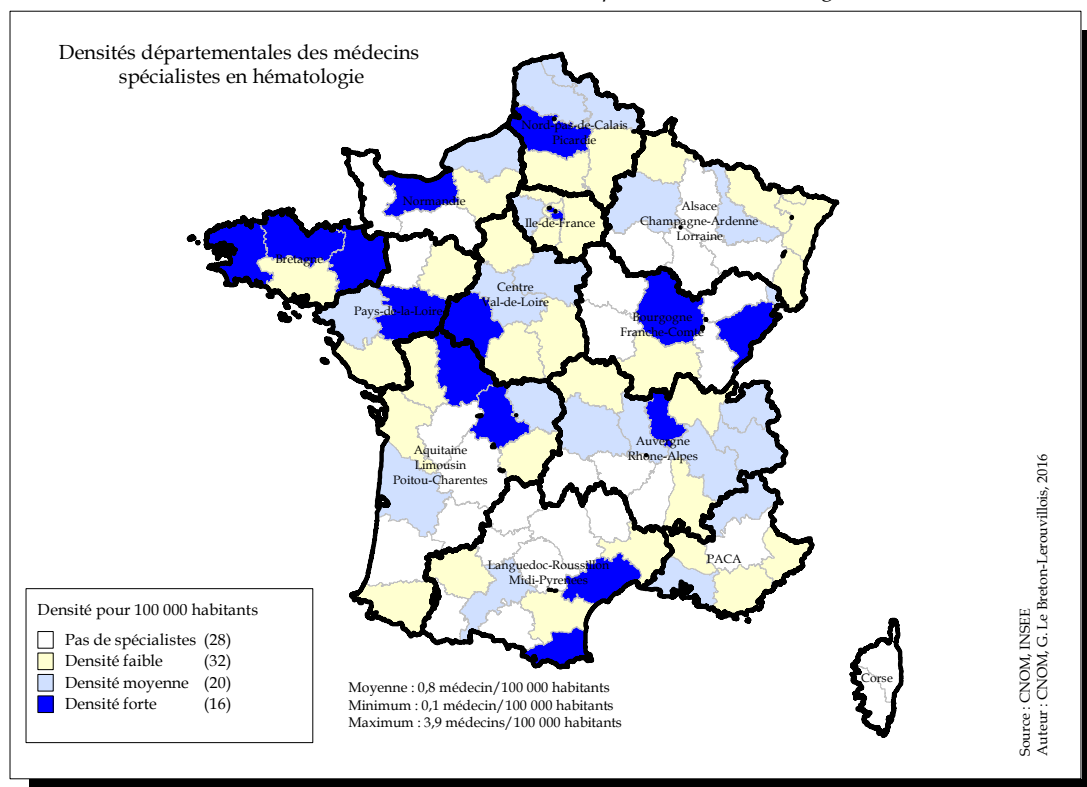 Densités départementales des médecins
spécialistes en hématologie
Nord-pas-de-Calais
Picardie
Normandie
Ile-de-France
Alsace
Champagne-Ardenne
Lorraine
Bretagne
Pays-de-la-Loire
Centre
Val-de-Loire
Bourgogne
Franche-Comté
Aquitaine
Limousin
Poitou-Charentes
Auvergne
Rhône-Alpes
Languedoc-Roussillon
Midi-Pyrénées
PACA
Corse
Densité pour 100 000 habitants
Pas de spécialistes (28)
Densité faible (32)
Densité moyenne (20)
Densité forte (16)
Moyenne : 0,8 médecin/100 000 habitants
Minimum : 0,1 médecin/100 000 habitants
Maximum : 3,9 médecins/100 000 habitants
Source : CNOM, INSEE
Auteur : CNOM, G. Le Breton-Lerouvillois, 2016